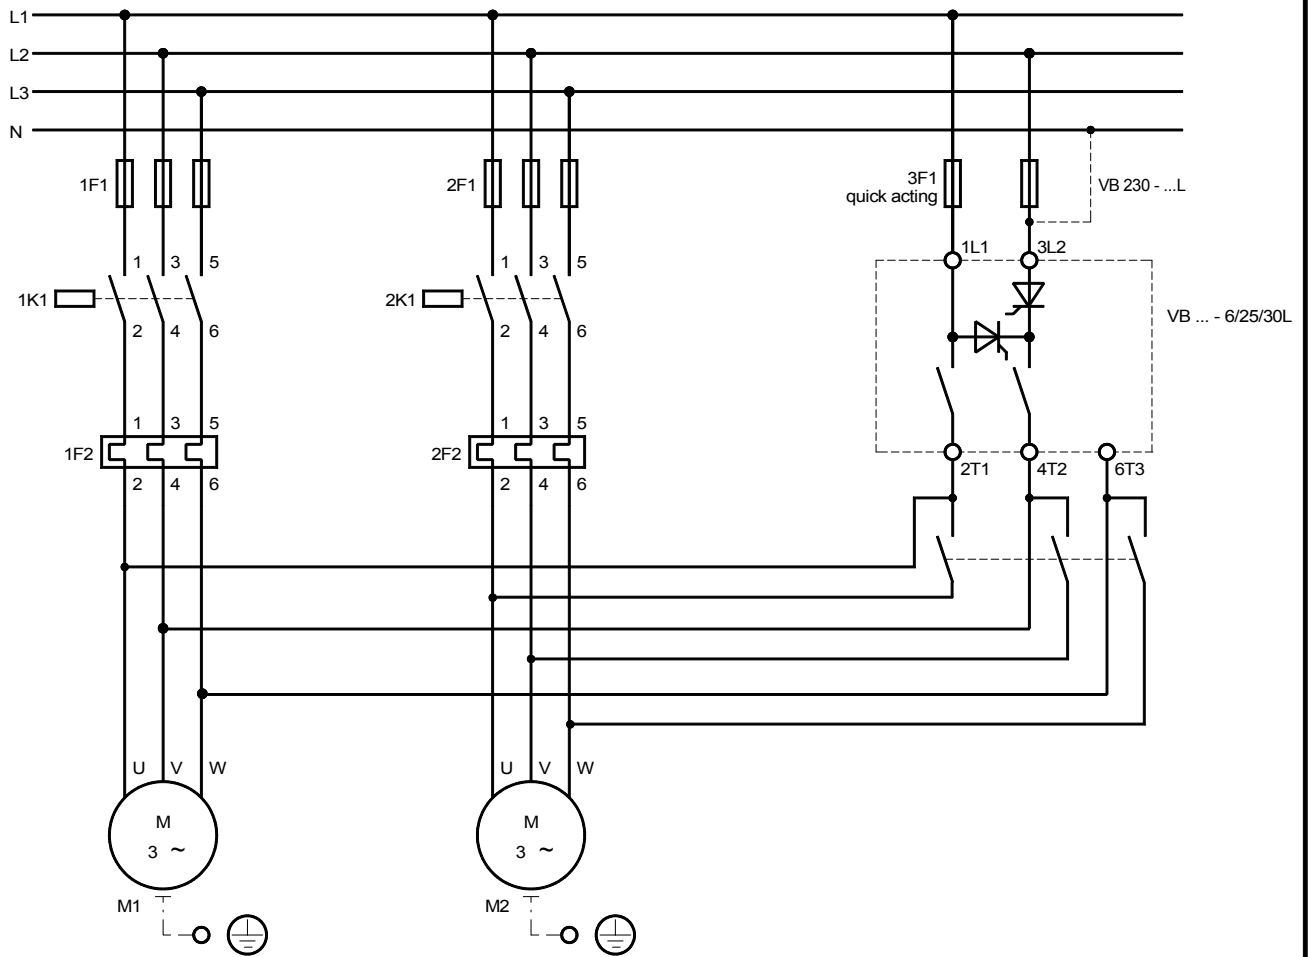 L1
L2
L3
N
1F1
2F1
3F1
quick acting
VB 230 - ...L
1L1 3L2
1 3 5
1 3 5
1K1
2K1
VB ... - 6/25/30L
2 4 6
2 4 6
1 3 5
1 3 5
1F2
2F2
2T1 4T2 6T3
2 4 6
2 4 6
U V W
U V W
M
3 ~
M
3 ~
M1
M2